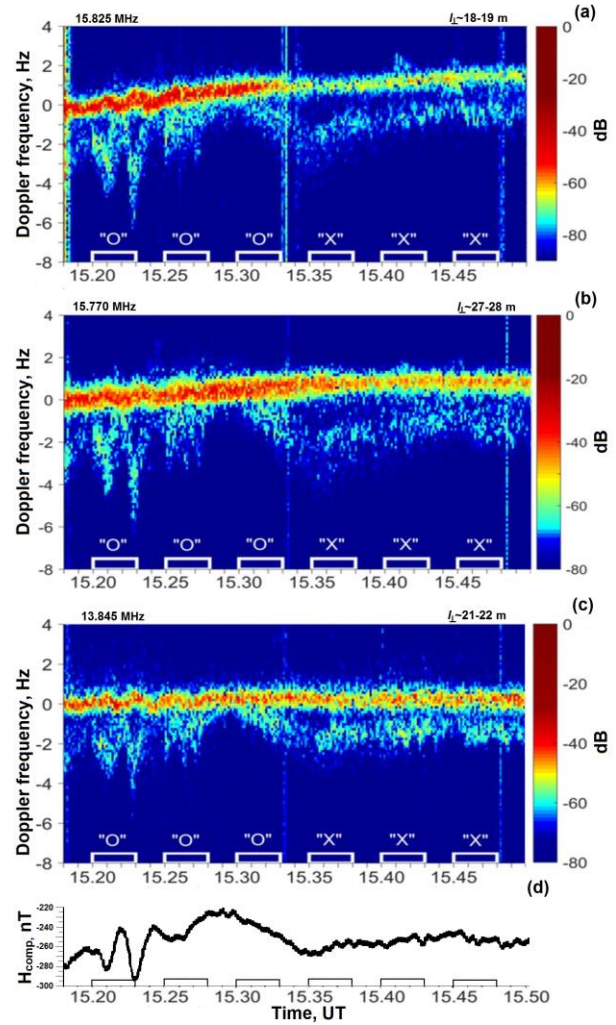 (a)
15.825 MHz l⊥~18-19 m
Doppler frequency, Hz
4
2
0
-2
-4
-6
-8
"O" "O" "O" "X" "X" "X"
15.20 15.25 15.30 15.35 15.40 15.45
0
-20
-40
-60
-80
dB
(b)
15.770 MHz l⊥~27-28 m
Doppler frequency, Hz
4
2
0
-2
-4
-6
-8
"O" "O" "O" "X" "X" "X"
15.20 15.25 15.30 15.35 15.40 15.45
0
-20
-40
-60
-80
dB
(c)
13.845 MHz l⊥~21-22 m
Doppler frequency, Hz
4
2
0
-2
-4
-6
-8
"O" "O" "O" "X" "X" "X"
15.20 15.25 15.30 15.35 15.40 15.45
0
-20
-40
-60
-80
dB
(d)
Hcomp, nT
-220
-240
-260
-280
-300
15.20 15.25 15.30 15.35 15.40 15.45 15.50
Time, UT